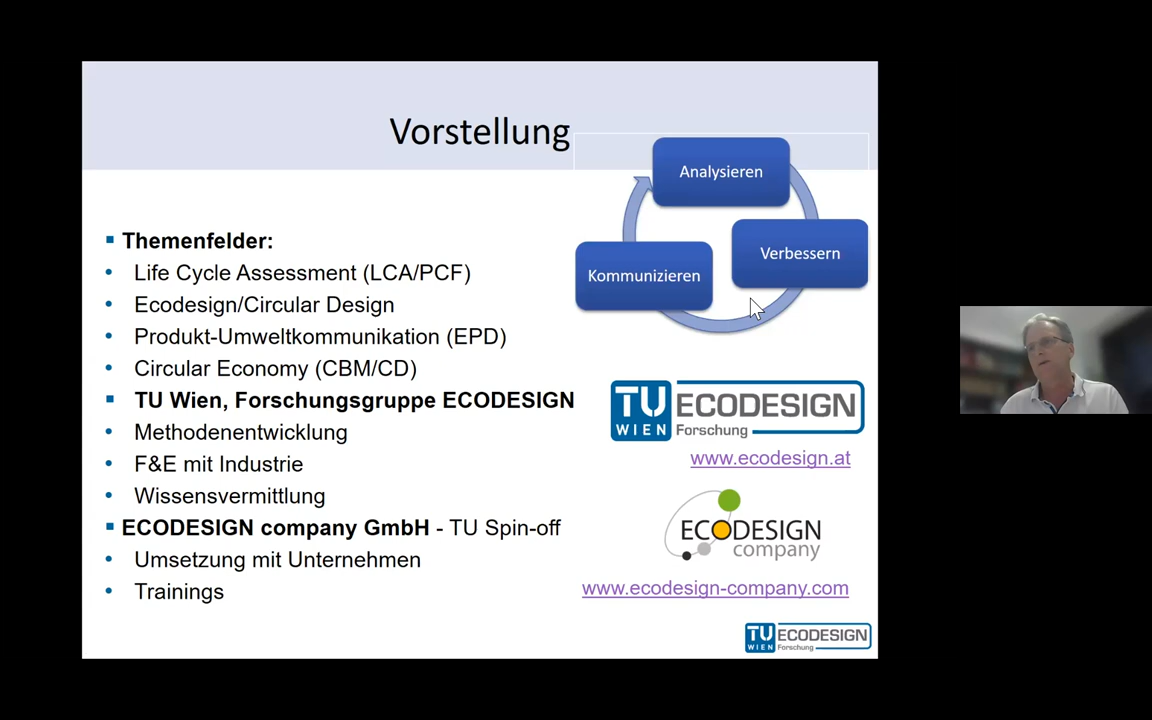 Vorstellung
Analysieren
Verbessern
Kommunizieren
Themenfelder:
Life Cycle Assessment (LCA/PCF)
Ecodesign/Circular Design
Produkt-Umweltkommunikation (EPD)
Circular Economy (CBM/CD)
TU Wien, Forschungsgruppe ECODESIGN
Methodenentwicklung
F&E mit Industrie
Wissensvermittlung
ECODESIGN company GmbH - TU Spin-off
Umsetzung mit Unternehmen
Trainings
TU WIEN ECODESIGN
Forschung
www.ecodesign.at
ECODESIGN
company
www.ecodesign-company.com
TU WIEN ECODESIGN
Forschung